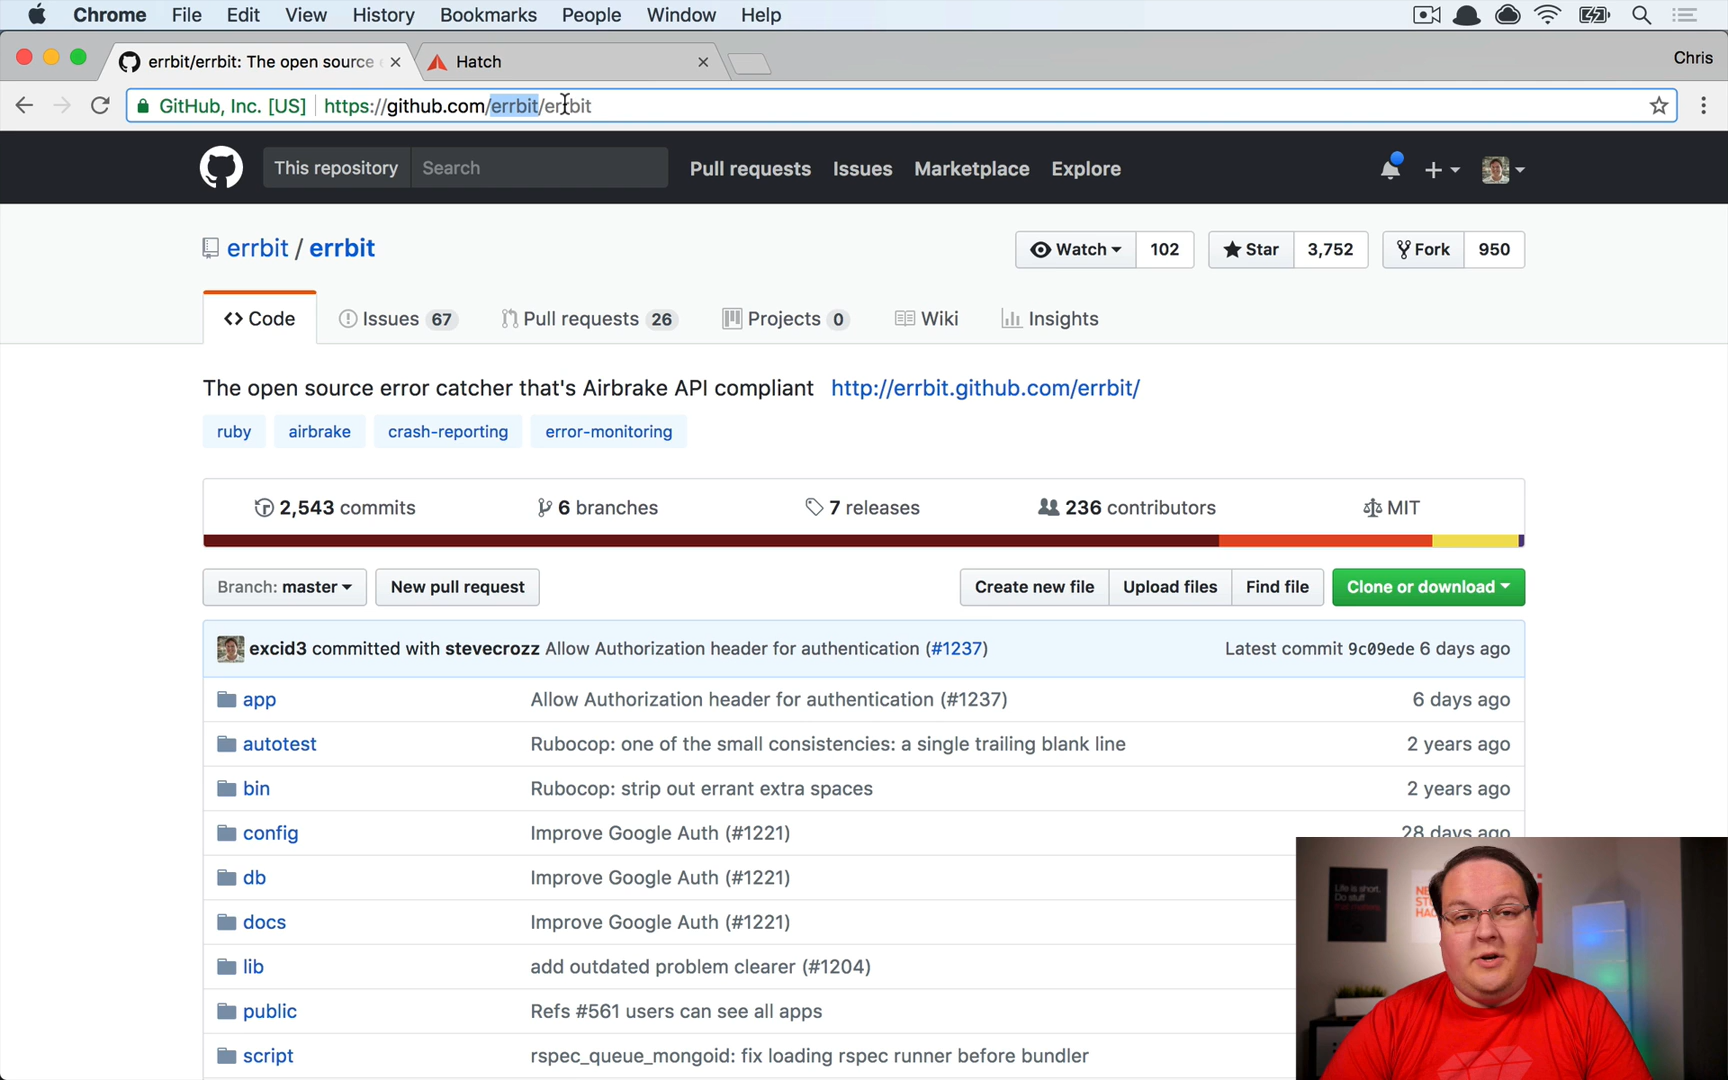 Chrome File Edit View History Bookmarks People Window Help
errbit/errbit: The open source Hatch Chris
GitHub, Inc. [US] https://github.com/errbit/errbit
This repository Search Pull requests Issues Marketplace Explore
errbit / errbit Watch 102 Star 3,752 Fork 950
Code Issues 67 Pull requests 26 Projects 0 Wiki Insights
The open source error catcher that's Airbrake API compliant http://errbit.github.com/errbit/
ruby airbrake crash-reporting error-monitoring
2,543 commits 6 branches 7 releases 236 contributors MIT
Branch: master New pull request Create new file Upload files Find file Clone or download
excid3 committed with stevecrozz Allow Authorization header for authentication (#1237) Latest commit 9c09ede 6 days ago
app Allow Authorization header for authentication (#1237) 6 days ago
autotest Rubocop: one of the small consistencies: a single trailing blank line 2 years ago
bin Rubocop: strip out errant extra spaces 2 years ago
config Improve Google Auth (#1221) 28 days ago
db Improve Google Auth (#1221)
docs Improve Google Auth (#1221)
lib add outdated problem clearer (#1204)
public Refs #561 users can see all apps
script rspec_queue_mongoid: fix loading rspec runner before bundler
Life is short.
Do stuff